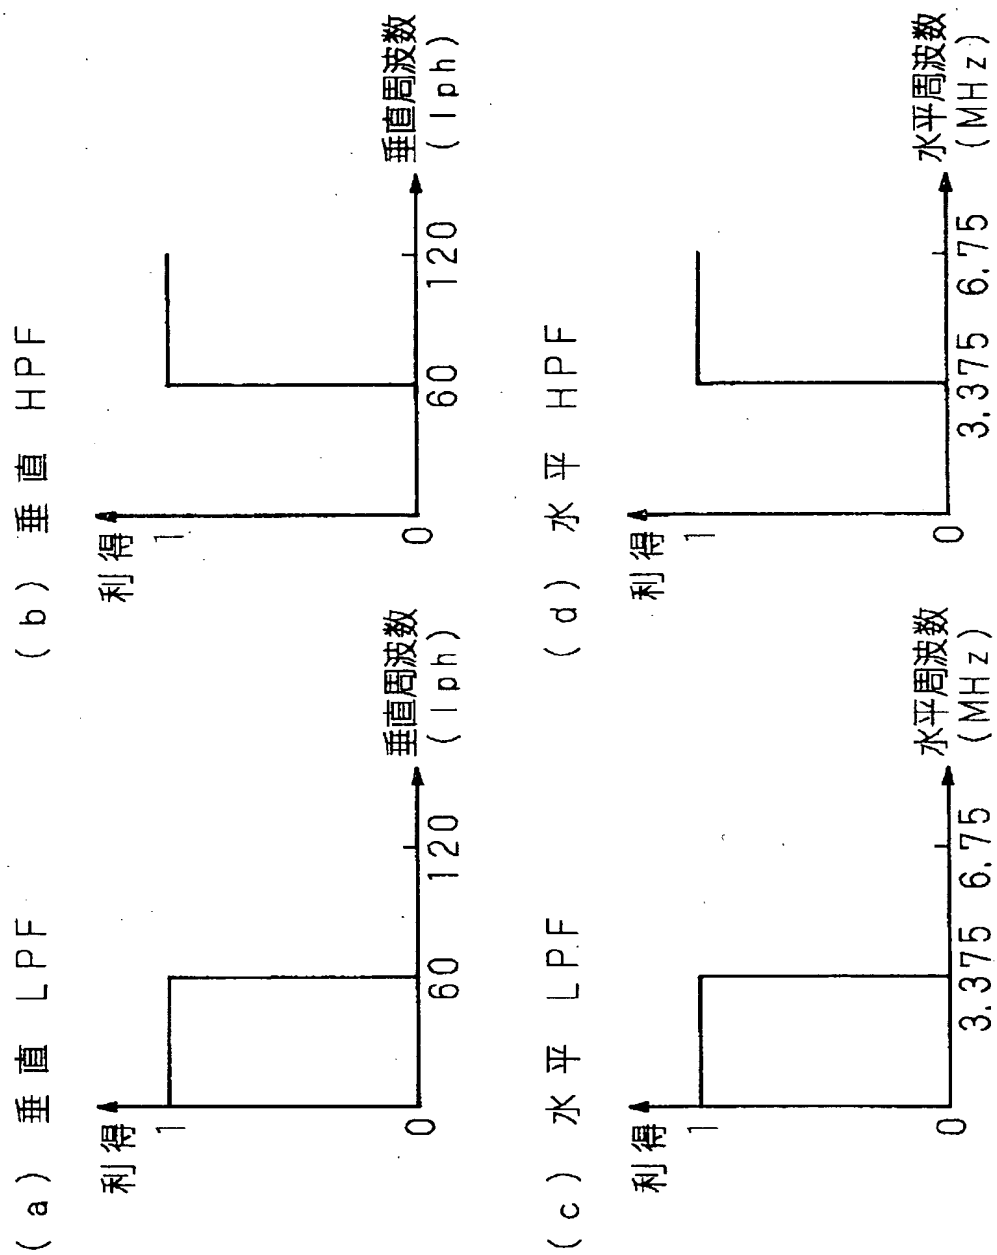 (a) 垂直 LPF
利得
1
0
60
120
垂直周波数
(lph)
(b) 垂直 HPF
利得
1
0
60
120
垂直周波数
(lph)
(c) 水平 LPF
利得
1
0
3.375
6.75
水平周波数
(MHz)
(d) 水平 HPF
利得
1
0
3.375
6.75
水平周波数
(MHz)